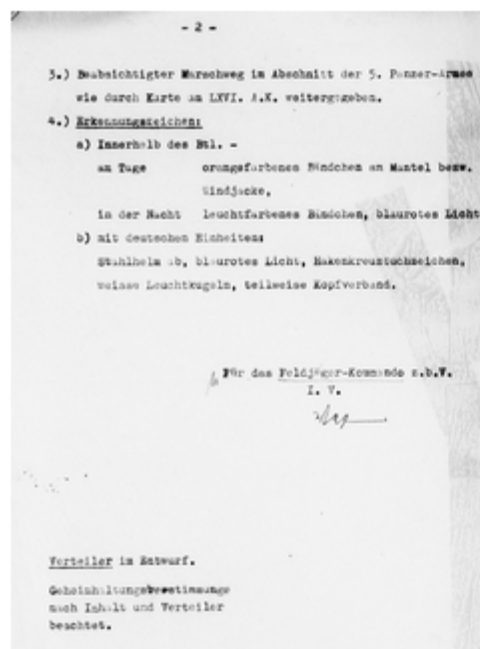 - 2 -
3.) Beabsichtigter Marschweg im Abschnitt der 5. Panzer-Armee
wie durch Karte an LXVI. A.K. weitergegeben.
4.) Erkennungszeichen:
a) Innerhalb des Btl. -
am Tage orangefarbenes Bändchen am Mantel bezw.
Windjacke,
in der Nacht leuchtfarbenes Bändchen, blaurotes Licht
b) mit deutschen Einheiten:
Stahlhelm ab, blaurotes Licht, Hakenkreuztuchzeichen,
weisse Leuchtkugeln, teilweise Kopfverband.
Für das Feldjäger-Kommando z.b.V.
I. V.
Verteiler im Entwurf.
Geheimhaltungsbestimmungen
nach Inhalt und Verteiler
beachtet.